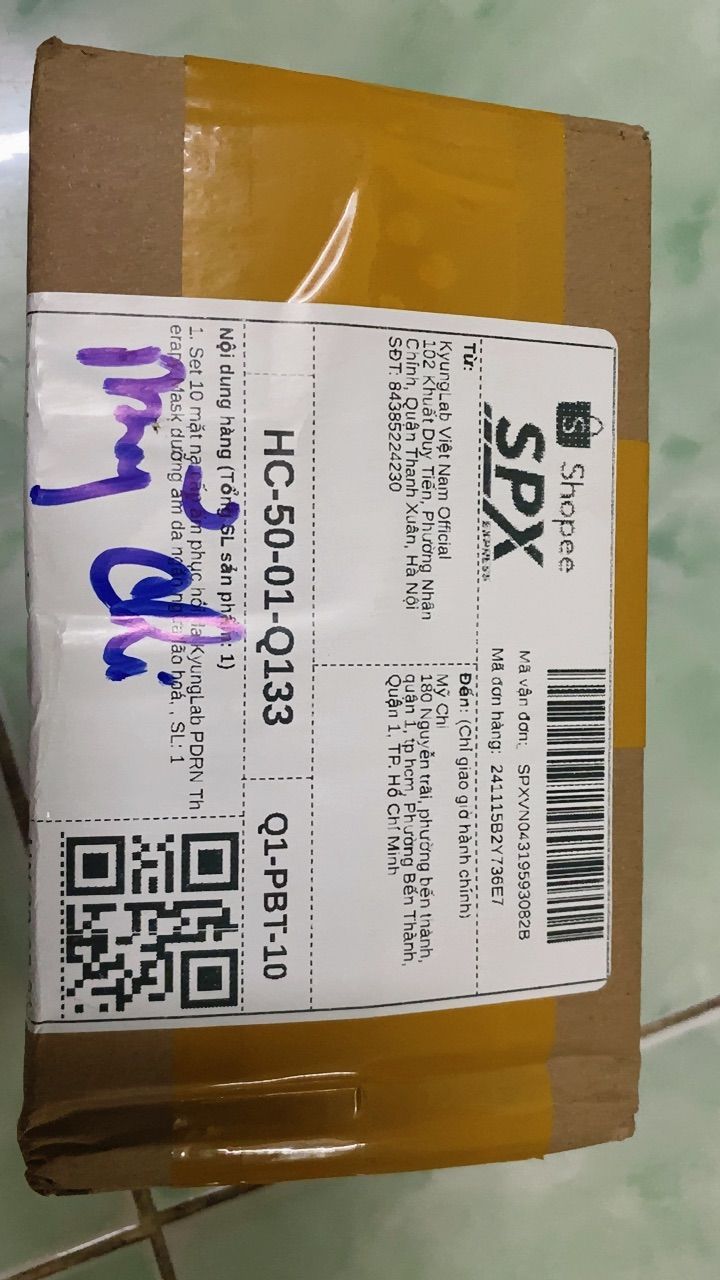 Shopee
SPX
EXPRESS
Mã vận đơn: SPXVN04319593082B
Mã đơn hàng: 241115B2Y736E7
Từ:
KyungLab Việt Nam Official
102 Khuất Duy Tiến, Phường Nhân
Chính, Quận Thanh Xuân, Hà Nội
SĐT: 84385224230
Đến: (Chỉ giao giờ hành chính)
Mỹ Chi
180 Nguyễn trãi, phường bến thành,
quận 1, tp hcm, Phường Bến Thành,
Quận 1, TP. Hồ Chí Minh
HC-50-01-Q133
Q1-PBT-10
Nội dung hàng (Tổng SL sản phẩm: 1)
1. Set 10 mặt nạ ẩm phục hồi da KyungLab PDRN Th
Mask dưỡng ẩm da ngăn ngừa lão hoá, , SL: 1